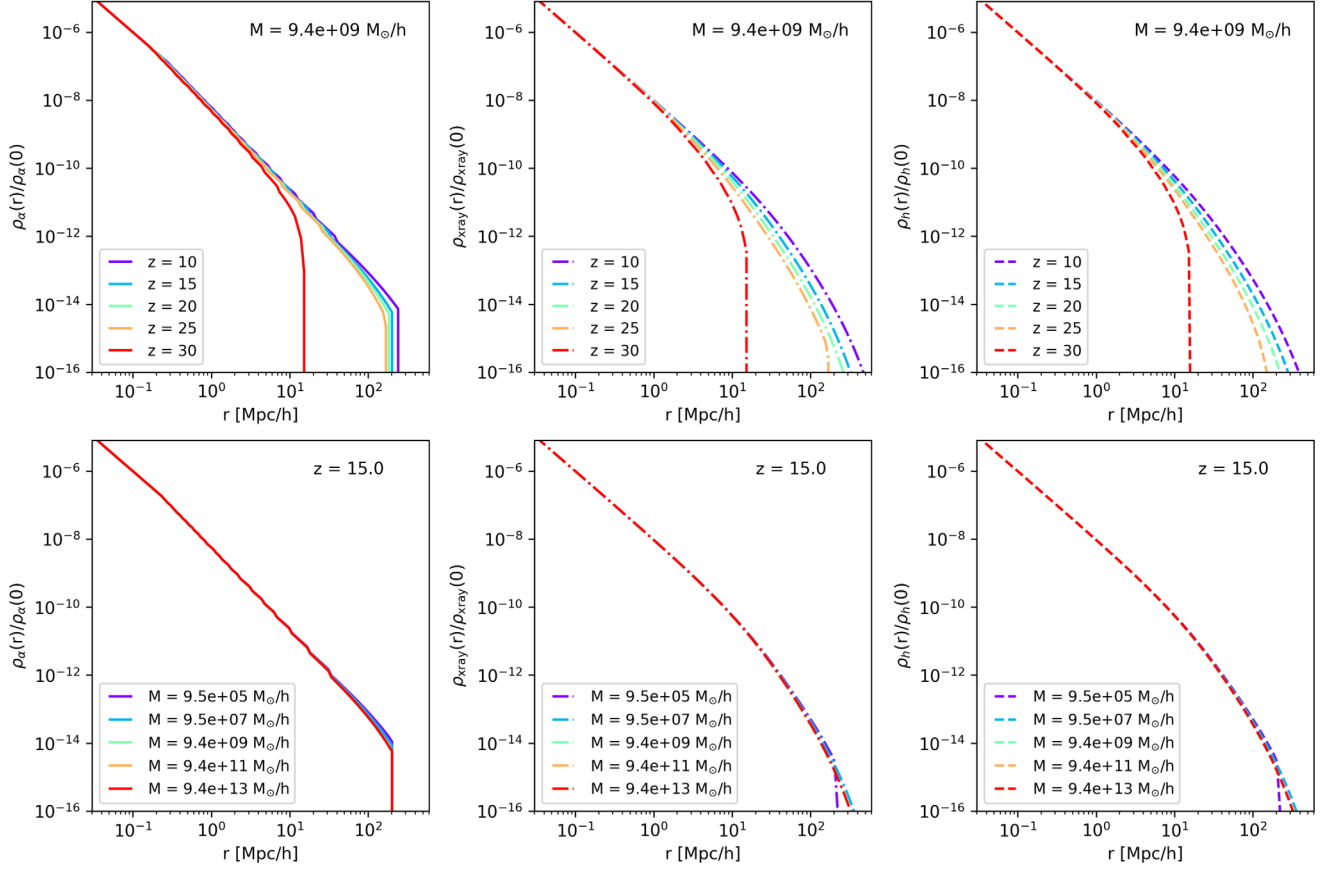 M = 9.4e+09 M⊙/h
ρα(r)/ρα(0)
10⁻⁶
10⁻⁸
10⁻¹⁰
10⁻¹²
10⁻¹⁴
10⁻¹⁶
z = 10
z = 15
z = 20
z = 25
z = 30
10⁻¹ 10⁰ 10¹ 10²
r [Mpc/h]
M = 9.4e+09 M⊙/h
ρxray(r)/ρxray(0)
10⁻⁶
10⁻⁸
10⁻¹⁰
10⁻¹²
10⁻¹⁴
10⁻¹⁶
z = 10
z = 15
z = 20
z = 25
z = 30
10⁻¹ 10⁰ 10¹ 10²
r [Mpc/h]
M = 9.4e+09 M⊙/h
ρh(r)/ρh(0)
10⁻⁶
10⁻⁸
10⁻¹⁰
10⁻¹²
10⁻¹⁴
10⁻¹⁶
z = 10
z = 15
z = 20
z = 25
z = 30
10⁻¹ 10⁰ 10¹ 10²
r [Mpc/h]
z = 15.0
ρα(r)/ρα(0)
10⁻⁶
10⁻⁸
10⁻¹⁰
10⁻¹²
10⁻¹⁴
10⁻¹⁶
M = 9.5e+05 M⊙/h
M = 9.5e+07 M⊙/h
M = 9.4e+09 M⊙/h
M = 9.4e+11 M⊙/h
M = 9.4e+13 M⊙/h
10⁻¹ 10⁰ 10¹ 10²
r [Mpc/h]
z = 15.0
ρxray(r)/ρxray(0)
10⁻⁶
10⁻⁸
10⁻¹⁰
10⁻¹²
10⁻¹⁴
10⁻¹⁶
M = 9.5e+05 M⊙/h
M = 9.5e+07 M⊙/h
M = 9.4e+09 M⊙/h
M = 9.4e+11 M⊙/h
M = 9.4e+13 M⊙/h
10⁻¹ 10⁰ 10¹ 10²
r [Mpc/h]
z = 15.0
ρh(r)/ρh(0)
10⁻⁶
10⁻⁸
10⁻¹⁰
10⁻¹²
10⁻¹⁴
10⁻¹⁶
M = 9.5e+05 M⊙/h
M = 9.5e+07 M⊙/h
M = 9.4e+09 M⊙/h
M = 9.4e+11 M⊙/h
M = 9.4e+13 M⊙/h
10⁻¹ 10⁰ 10¹ 10²
r [Mpc/h]